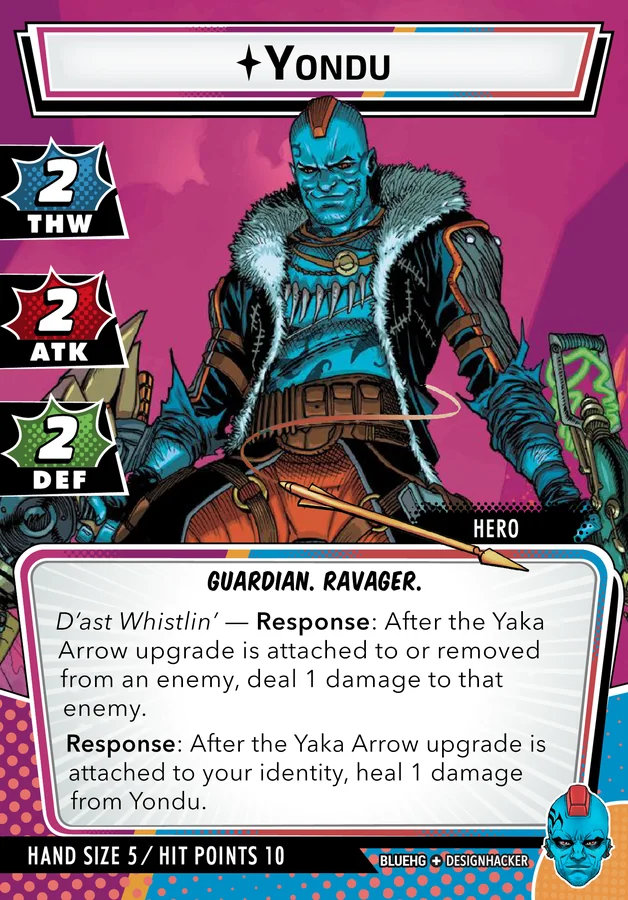 ✦Yondu
2
THW
2
ATK
2
DEF
HERO
GUARDIAN. RAVAGER.
D'ast Whistlin' — Response: After the Yaka
Arrow upgrade is attached to or removed
from an enemy, deal 1 damage to that
enemy.
Response: After the Yaka Arrow upgrade is
attached to your identity, heal 1 damage
from Yondu.
HAND SIZE 5 / HIT POINTS 10
BLUEHG + DESIGNHACKER